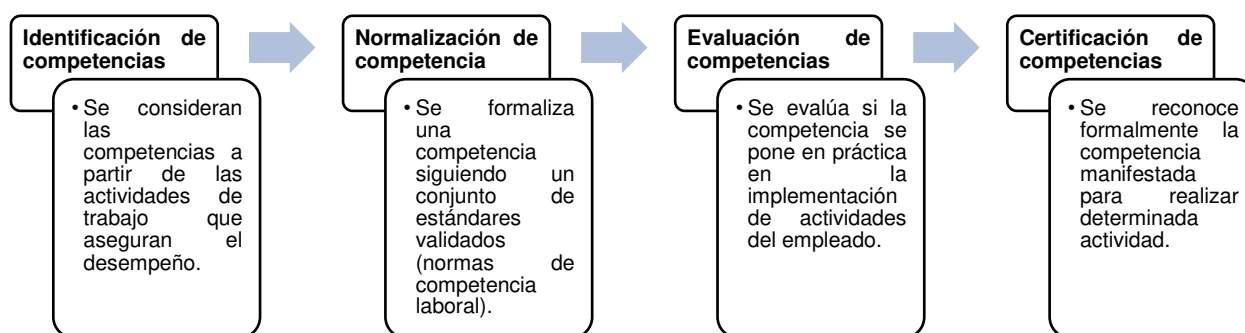 Identificación de
competencias
• Se consideran
las
competencias a
partir de las
actividades de
trabajo que
aseguran el
desempeño.
Normalización de
competencia
• Se formaliza
una
competencia
siguiendo un
conjunto de
estándares
validados
(normas de
competencia
laboral).
Evaluación de
competencias
• Se evalúa si la
competencia se
pone en práctica
en la
implementación
de actividades
del empleado.
Certificación de
competencias
• Se reconoce
formalmente la
competencia
manifestada
para realizar
determinada
actividad.